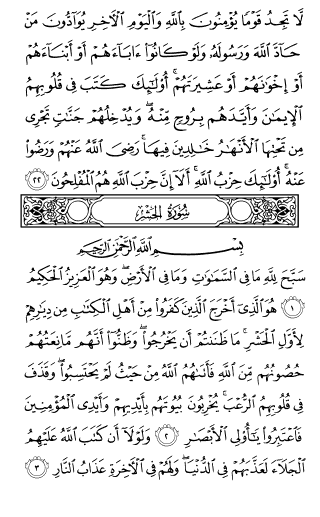 لَّا تَجِدُ قَوْمًا يُؤْمِنُونَ بِٱللَّهِ وَٱلْيَوْمِ ٱلْءَاخِرِ يُوَآدُّونَ مَنْ
حَآدَّ ٱللَّهَ وَرَسُولَهُۥ وَلَوْ كَانُوٓا۟ ءَابَآءَهُمْ أَوْ أَبْنَآءَهُمْ
أَوْ إِخْوَٰنَهُمْ أَوْ عَشِيرَتَهُمْ ۚ أُو۟لَـٰٓئِكَ كَتَبَ فِى قُلُوبِهِمُ
ٱلْإِيمَـٰنَ وَأَيَّدَهُم بِرُوحٍ مِّنْهُ ۖ وَيُدْخِلُهُمْ جَنَّـٰتٍ تَجْرِى
مِن تَحْتِهَا ٱلْأَنْهَـٰرُ خَـٰلِدِينَ فِيهَا ۚ رَضِىَ ٱللَّهُ عَنْهُمْ وَرَضُوا۟
عَنْهُ ۚ أُو۟لَـٰٓئِكَ حِزْبُ ٱللَّهِ ۚ أَلَآ إِنَّ حِزْبَ ٱللَّهِ هُمُ ٱلْمُفْلِحُونَ ٢٢
سُورَةُ الحَشْرِ
بِسْمِ ٱللَّهِ ٱلرَّحْمَـٰنِ ٱلرَّحِيمِ
سَبَّحَ لِلَّهِ مَا فِى ٱلسَّمَـٰوَٰتِ وَمَا فِى ٱلْأَرْضِ ۖ وَهُوَ ٱلْعَزِيزُ ٱلْحَكِيمُ
١ هُوَ ٱلَّذِىٓ أَخْرَجَ ٱلَّذِينَ كَفَرُوا۟ مِنْ أَهْلِ ٱلْكِتَـٰبِ مِن دِيَـٰرِهِمْ
لِأَوَّلِ ٱلْحَشْرِ ۚ مَا ظَنَنتُمْ أَن يَخْرُجُوا۟ ۖ وَظَنُّوٓا۟ أَنَّهُم مَّانِعَتُهُمْ
حُصُونُهُم مِّنَ ٱللَّهِ فَأَتَىٰهُمُ ٱللَّهُ مِنْ حَيْثُ لَمْ يَحْتَسِبُوا۟ ۖ وَقَذَفَ
فِى قُلُوبِهِمُ ٱلرُّعْبَ ۚ يُخْرِبُونَ بُيُوتَهُم بِأَيْدِيهِمْ وَأَيْدِى ٱلْمُؤْمِنِينَ
فَٱعْتَبِرُوا۟ يَـٰٓأُو۟لِى ٱلْأَبْصَـٰرِ ٢ وَلَوْلَآ أَن كَتَبَ ٱللَّهُ عَلَيْهِمُ
ٱلْجَلَآءَ لَعَذَّبَهُمْ فِى ٱلدُّنْيَا ۖ وَلَهُمْ فِى ٱلْءَاخِرَةِ عَذَابُ ٱلنَّارِ ٣